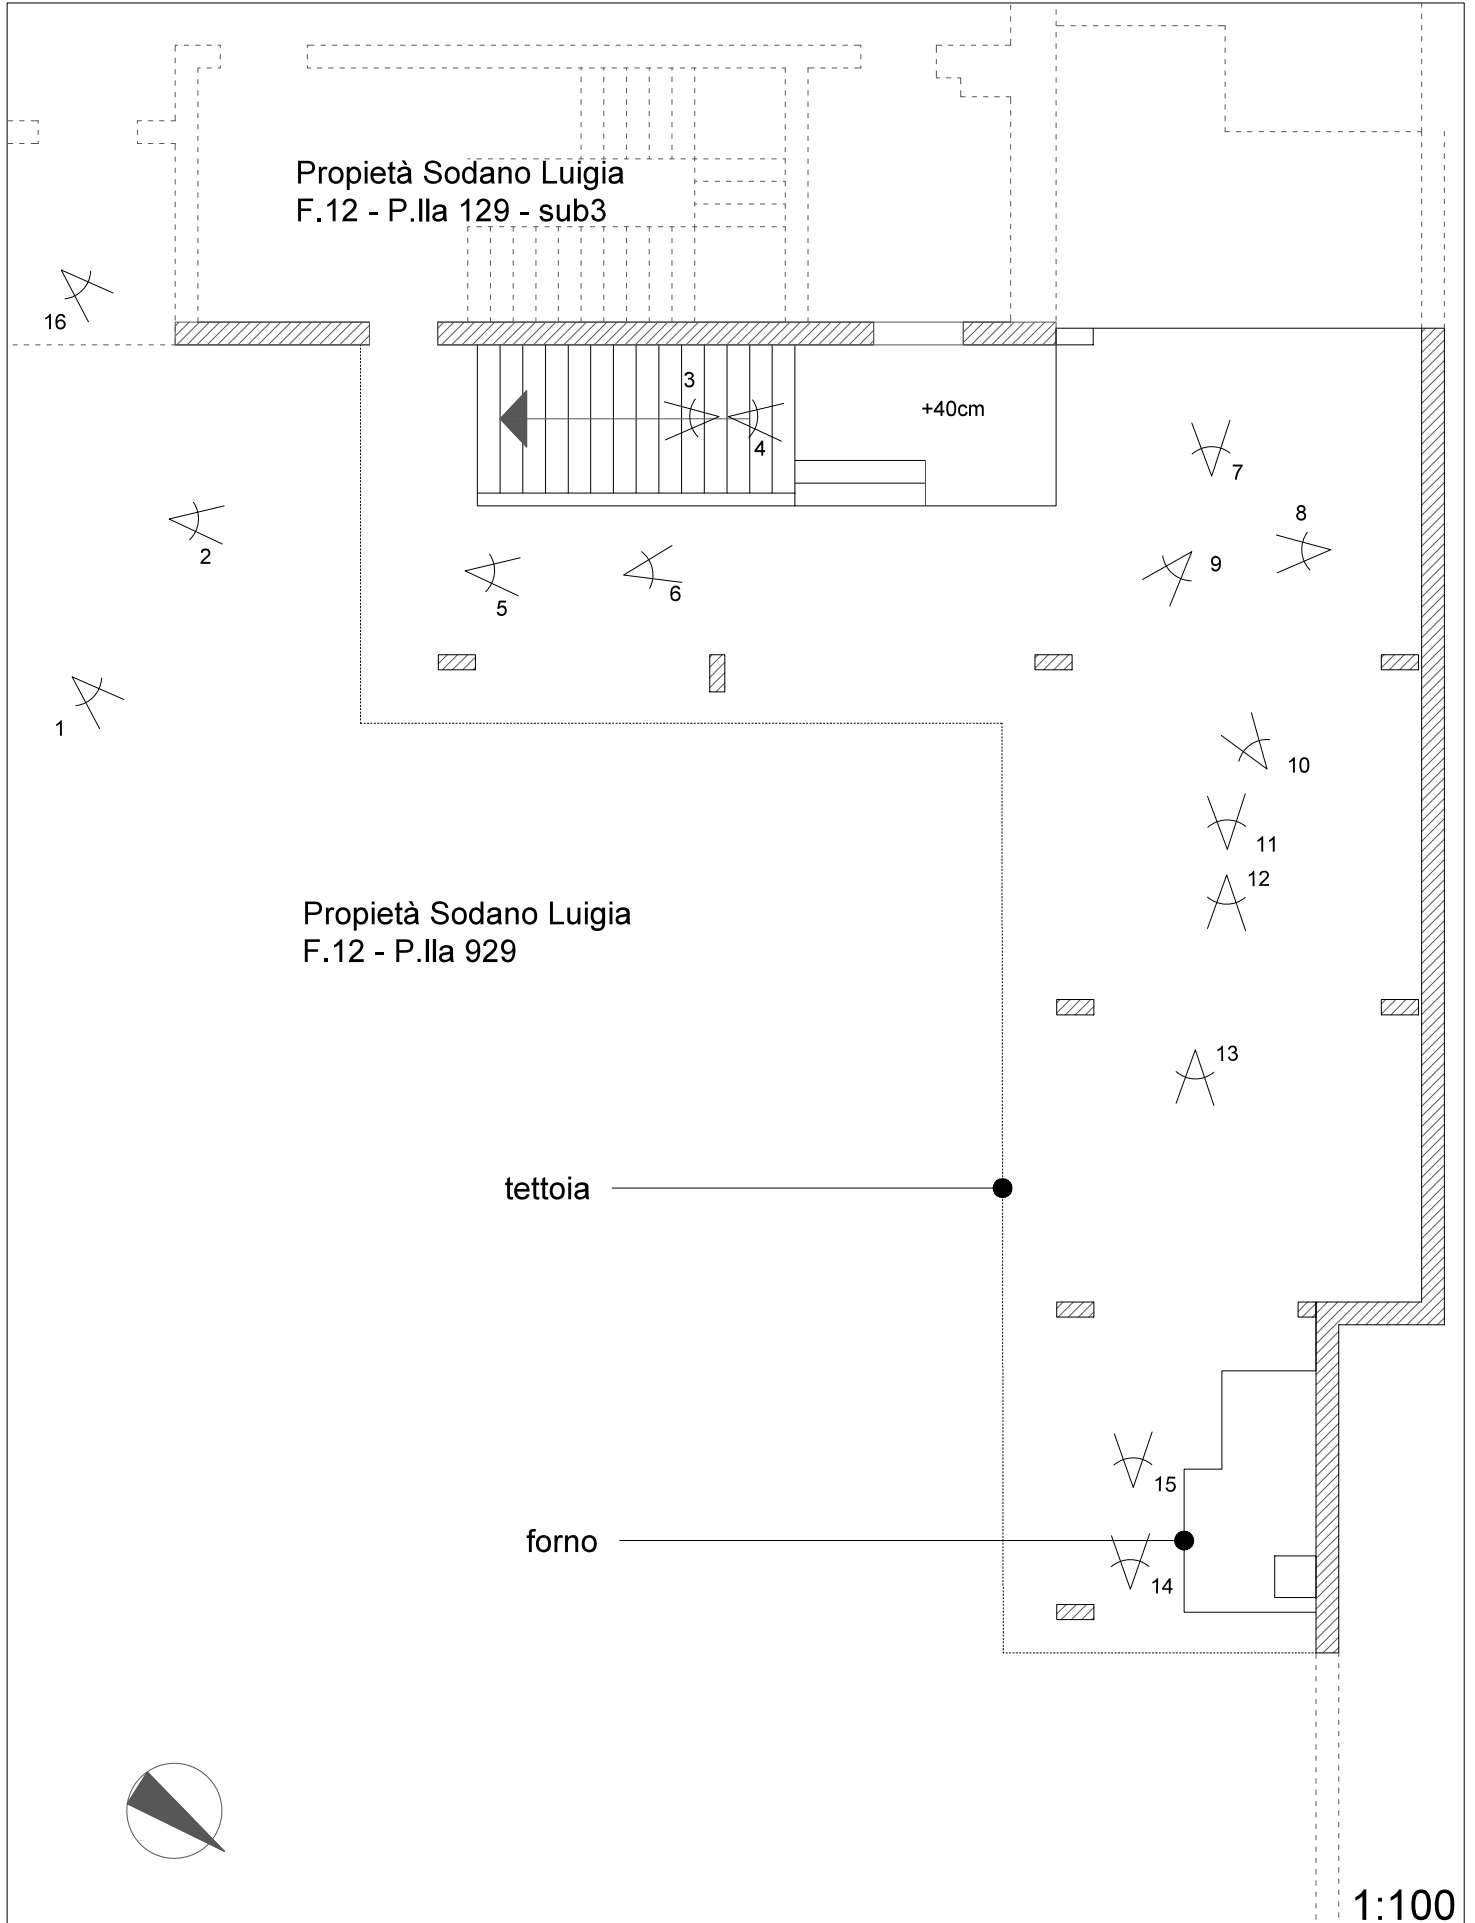 Propietà Sodano Luigia
F.12 - P.lla 129 - sub3
16
3
+40cm
4
7
8
2
9
5
6
1
10
11
12
Propietà Sodano Luigia
F.12 - P.lla 929
13
tettoia
15
forno
14
1:100